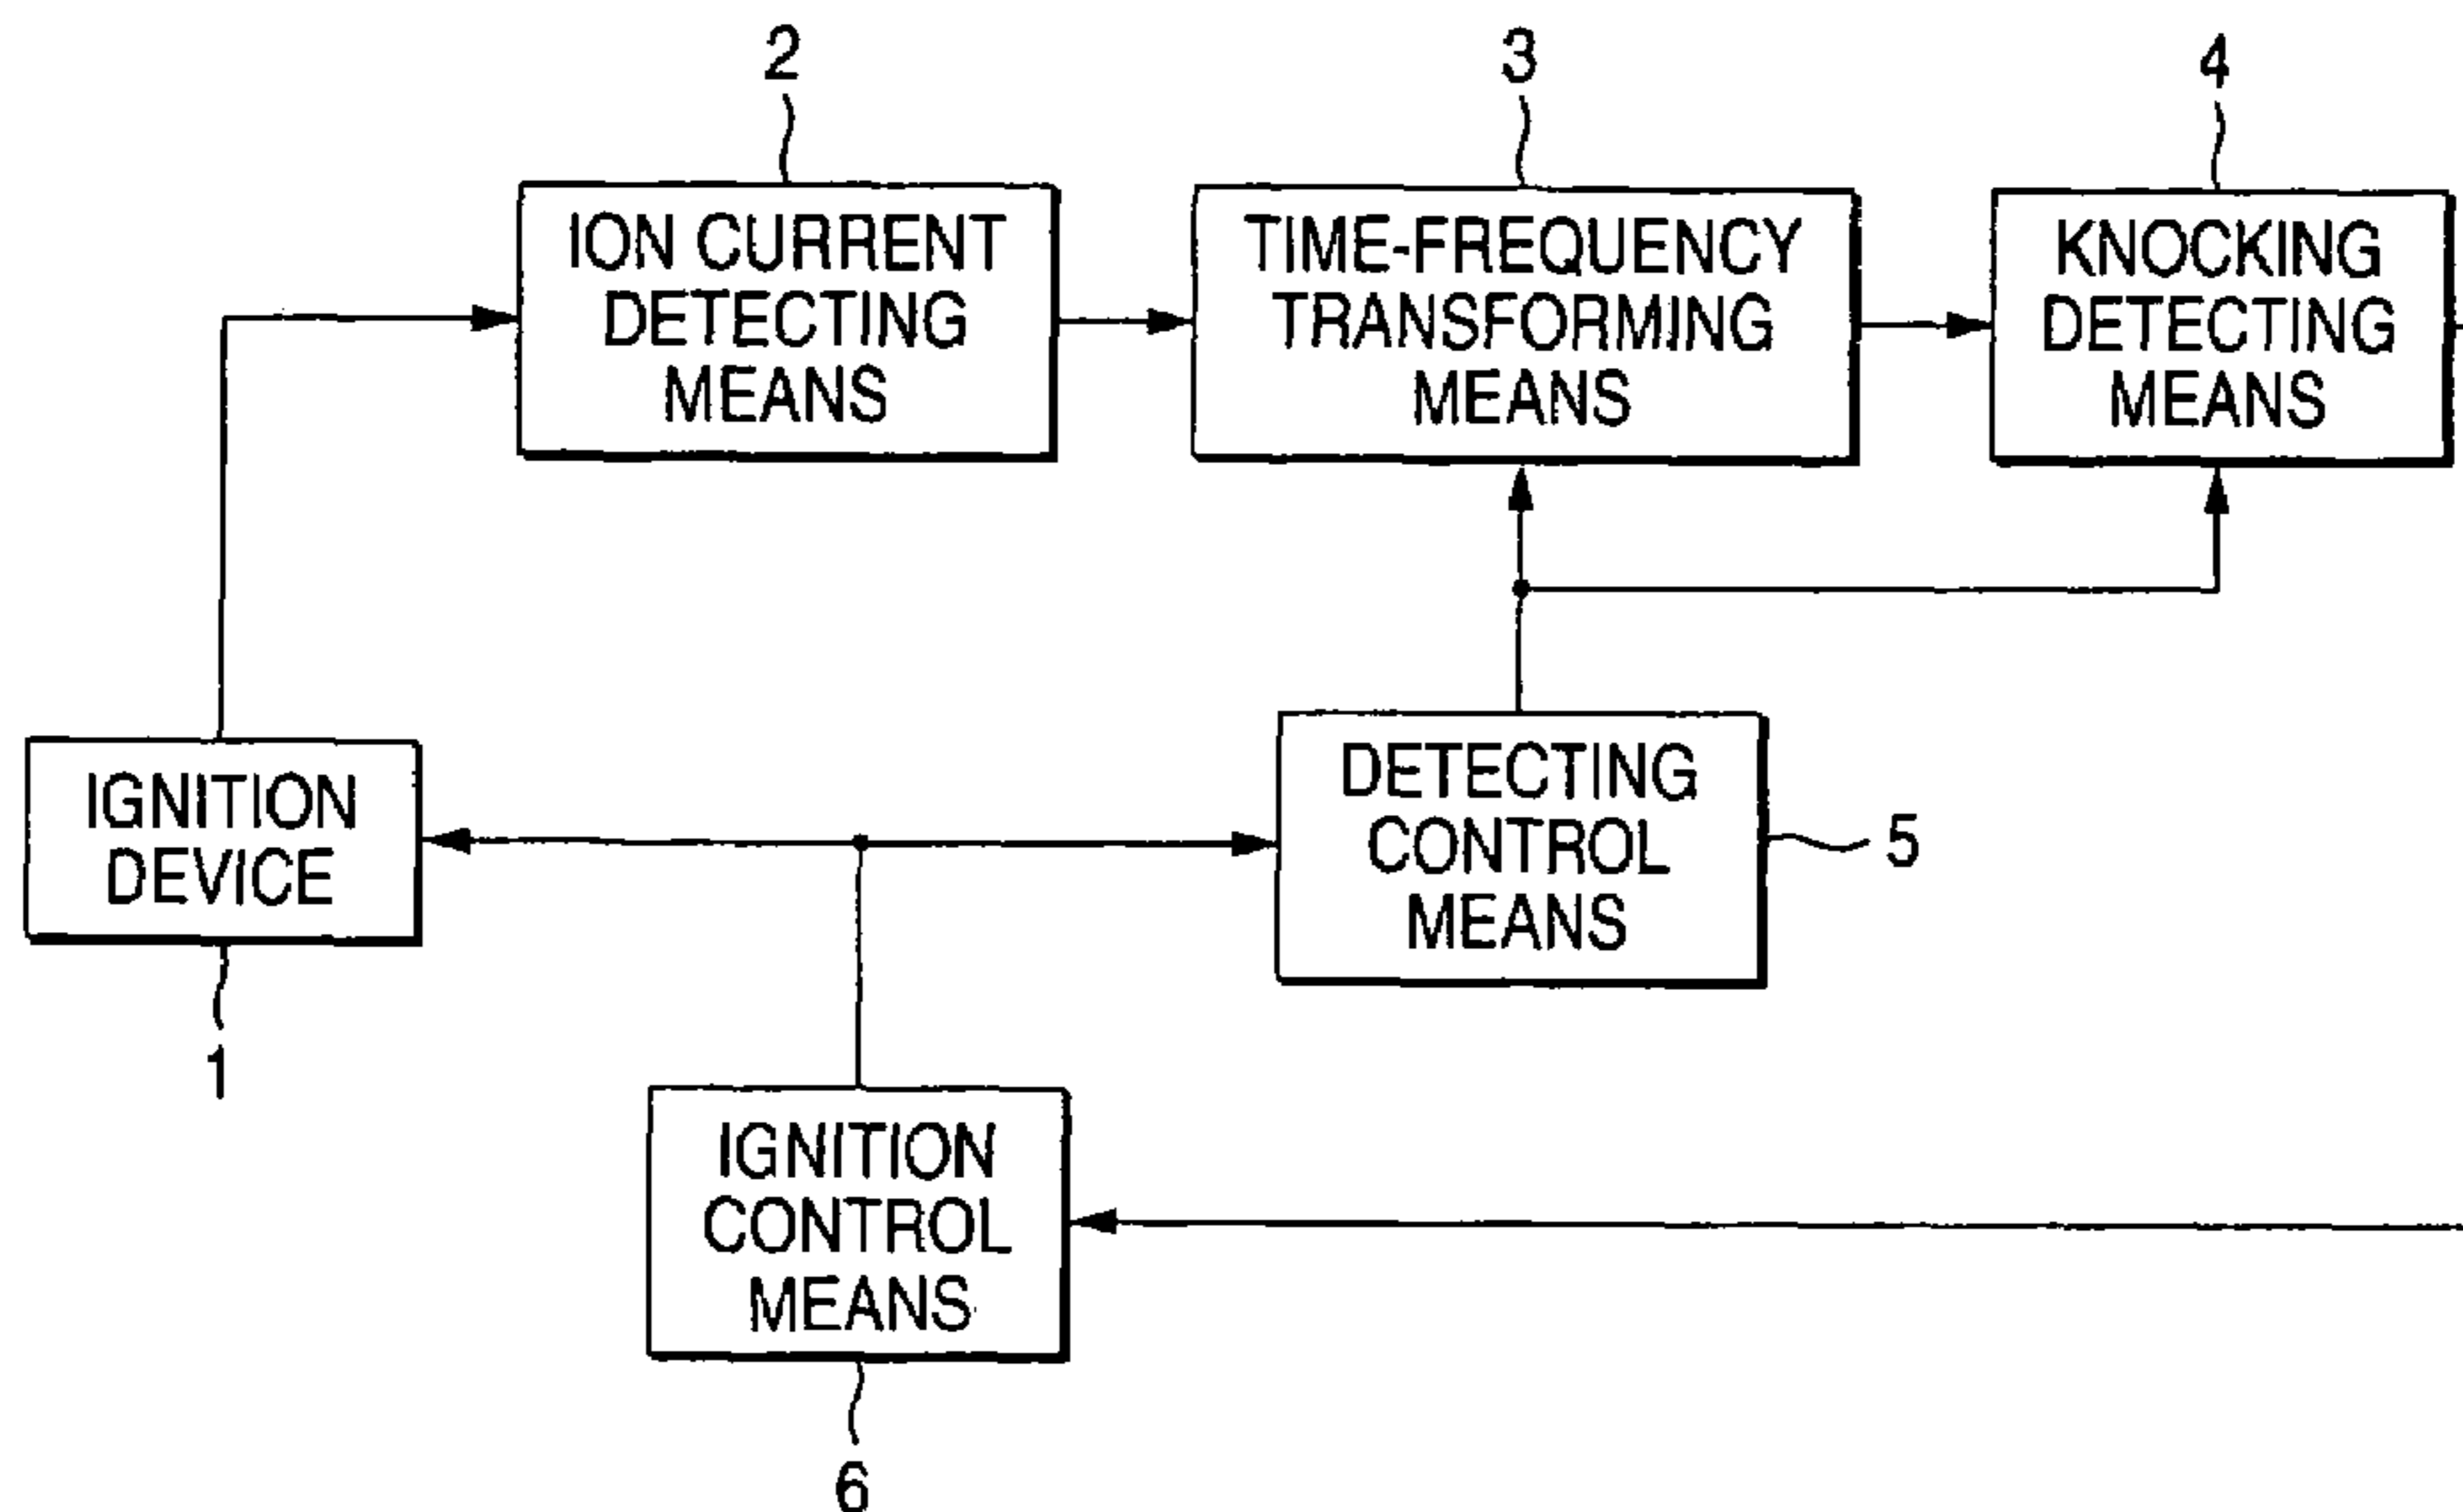 2
3
4
ION CURRENT
DETECTING
MEANS
TIME-FREQUENCY
TRANSFORMING
MEANS
KNOCKING
DETECTING
MEANS
IGNITION
DEVICE
DETECTING
CONTROL
MEANS
5
1
IGNITION
CONTROL
MEANS
6